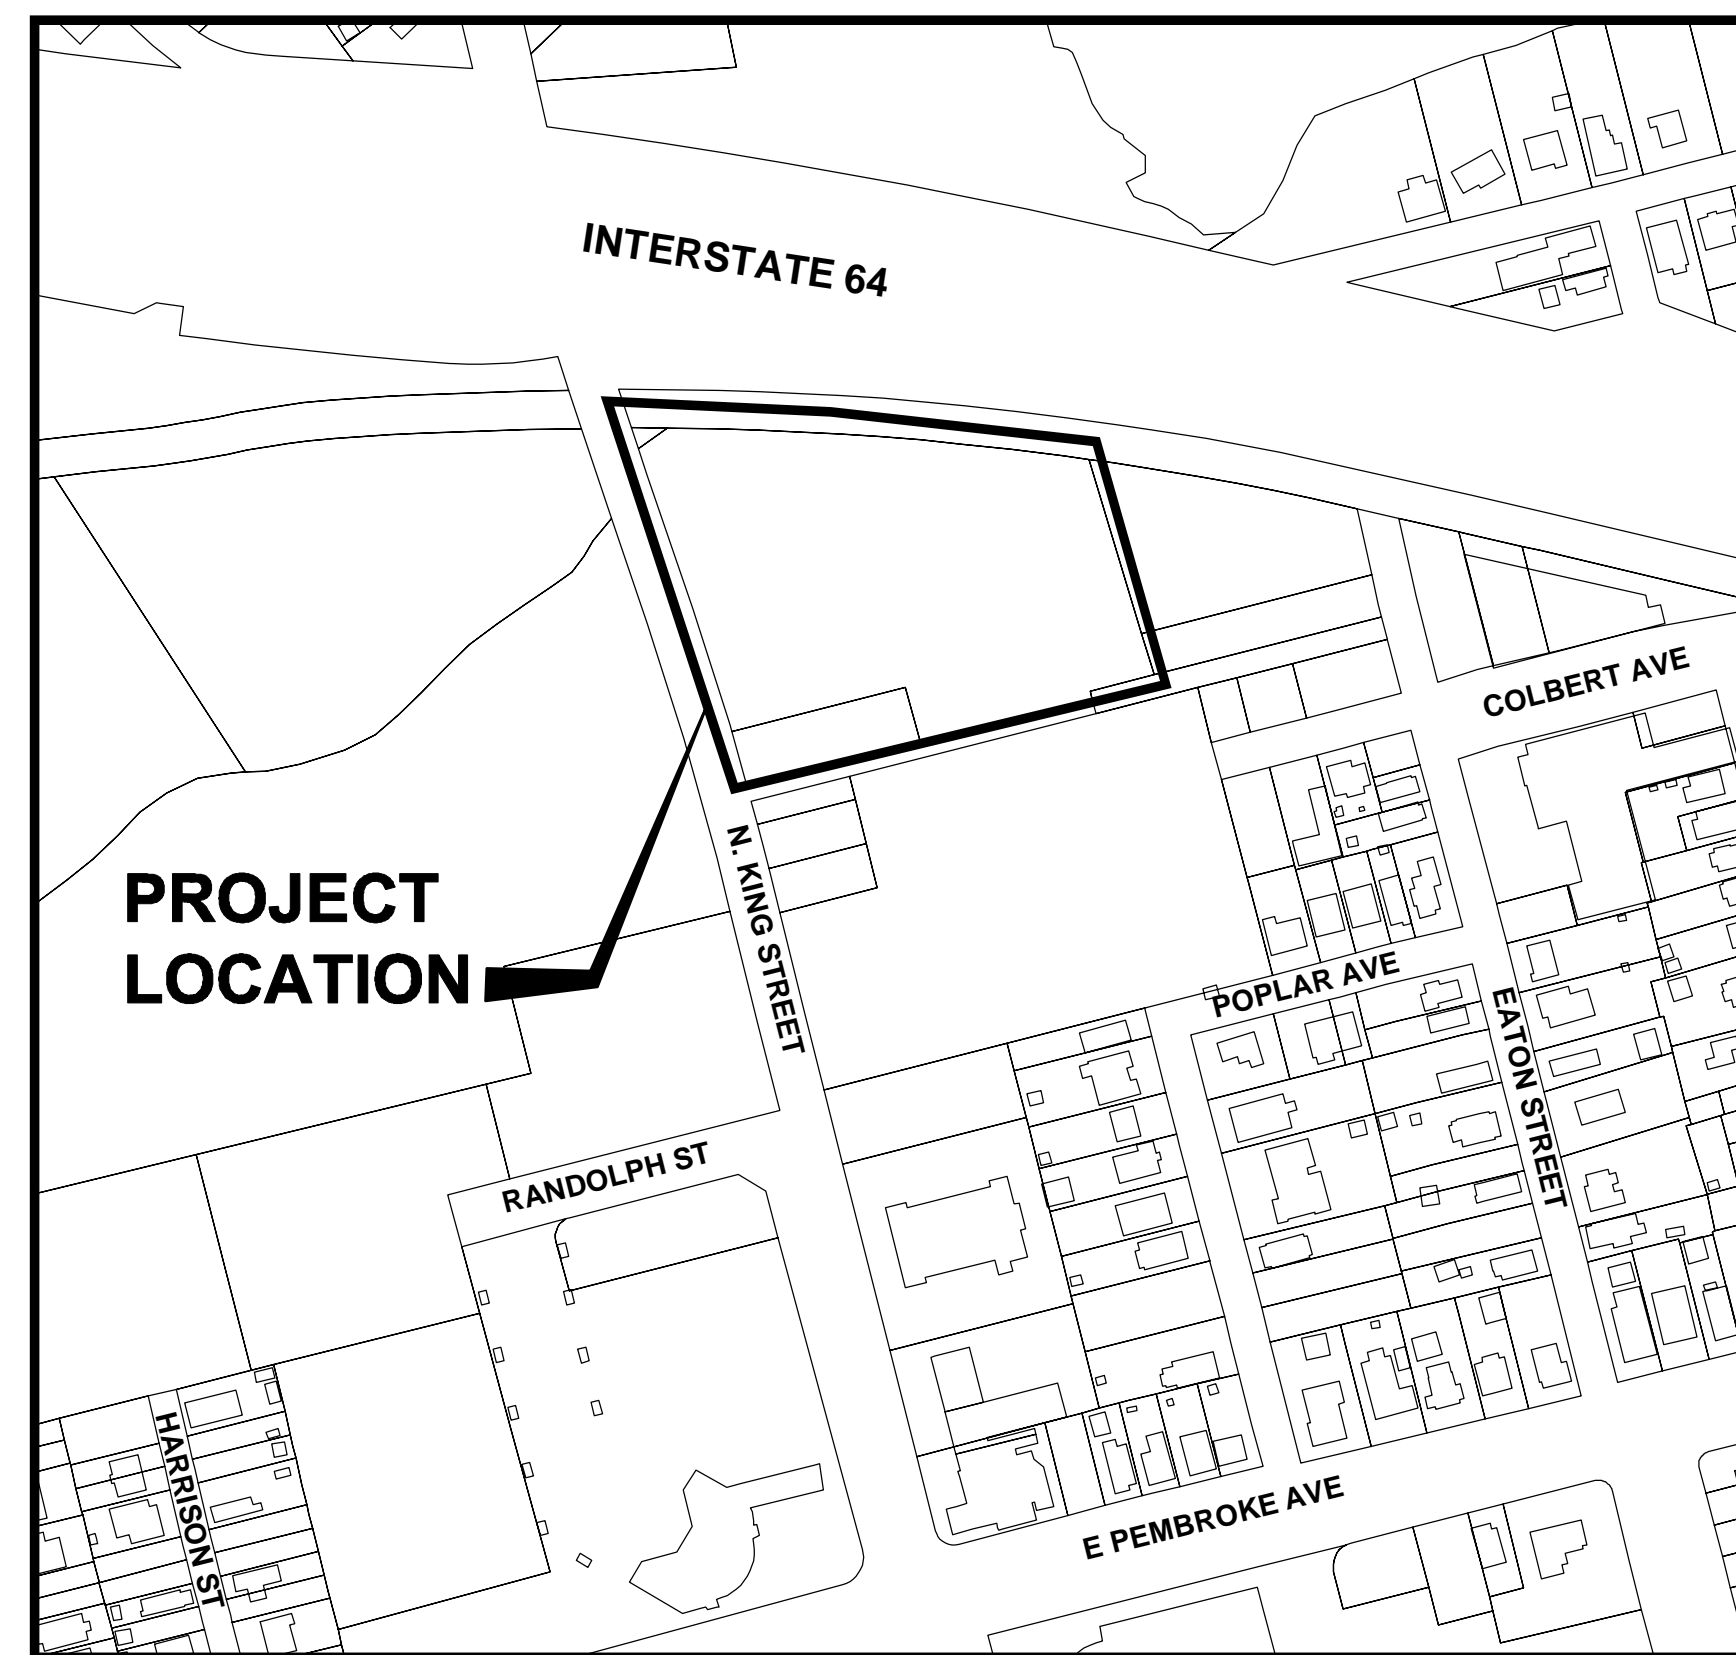 INTERSTATE 64
COLBERT AVE
PROJECT
LOCATION
N. KING STREET
POPLAR AVE
EATON STREET
RANDOLPH ST
HARRISON ST
E PEMBROKE AVE